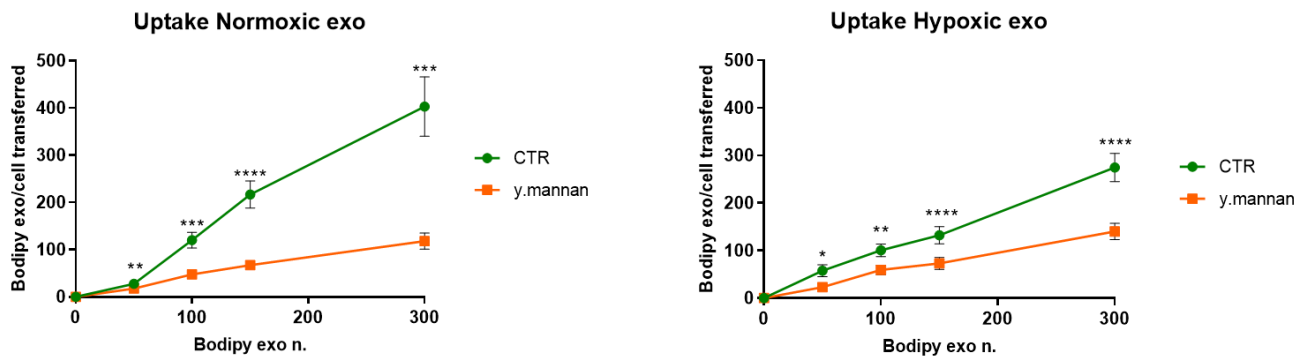 Uptake Normoxic exo
Bodipy exo/cell transferred
500
400
300
200
100
0
**
***
****
***
0
100
200
300
Bodipy exo n.
CTR
y.mannan
Uptake Hypoxic exo
Bodipy exo/cell transferred
500
400
300
200
100
0
*
**
****
****
0
100
200
300
Bodipy exo n.
CTR
y.mannan